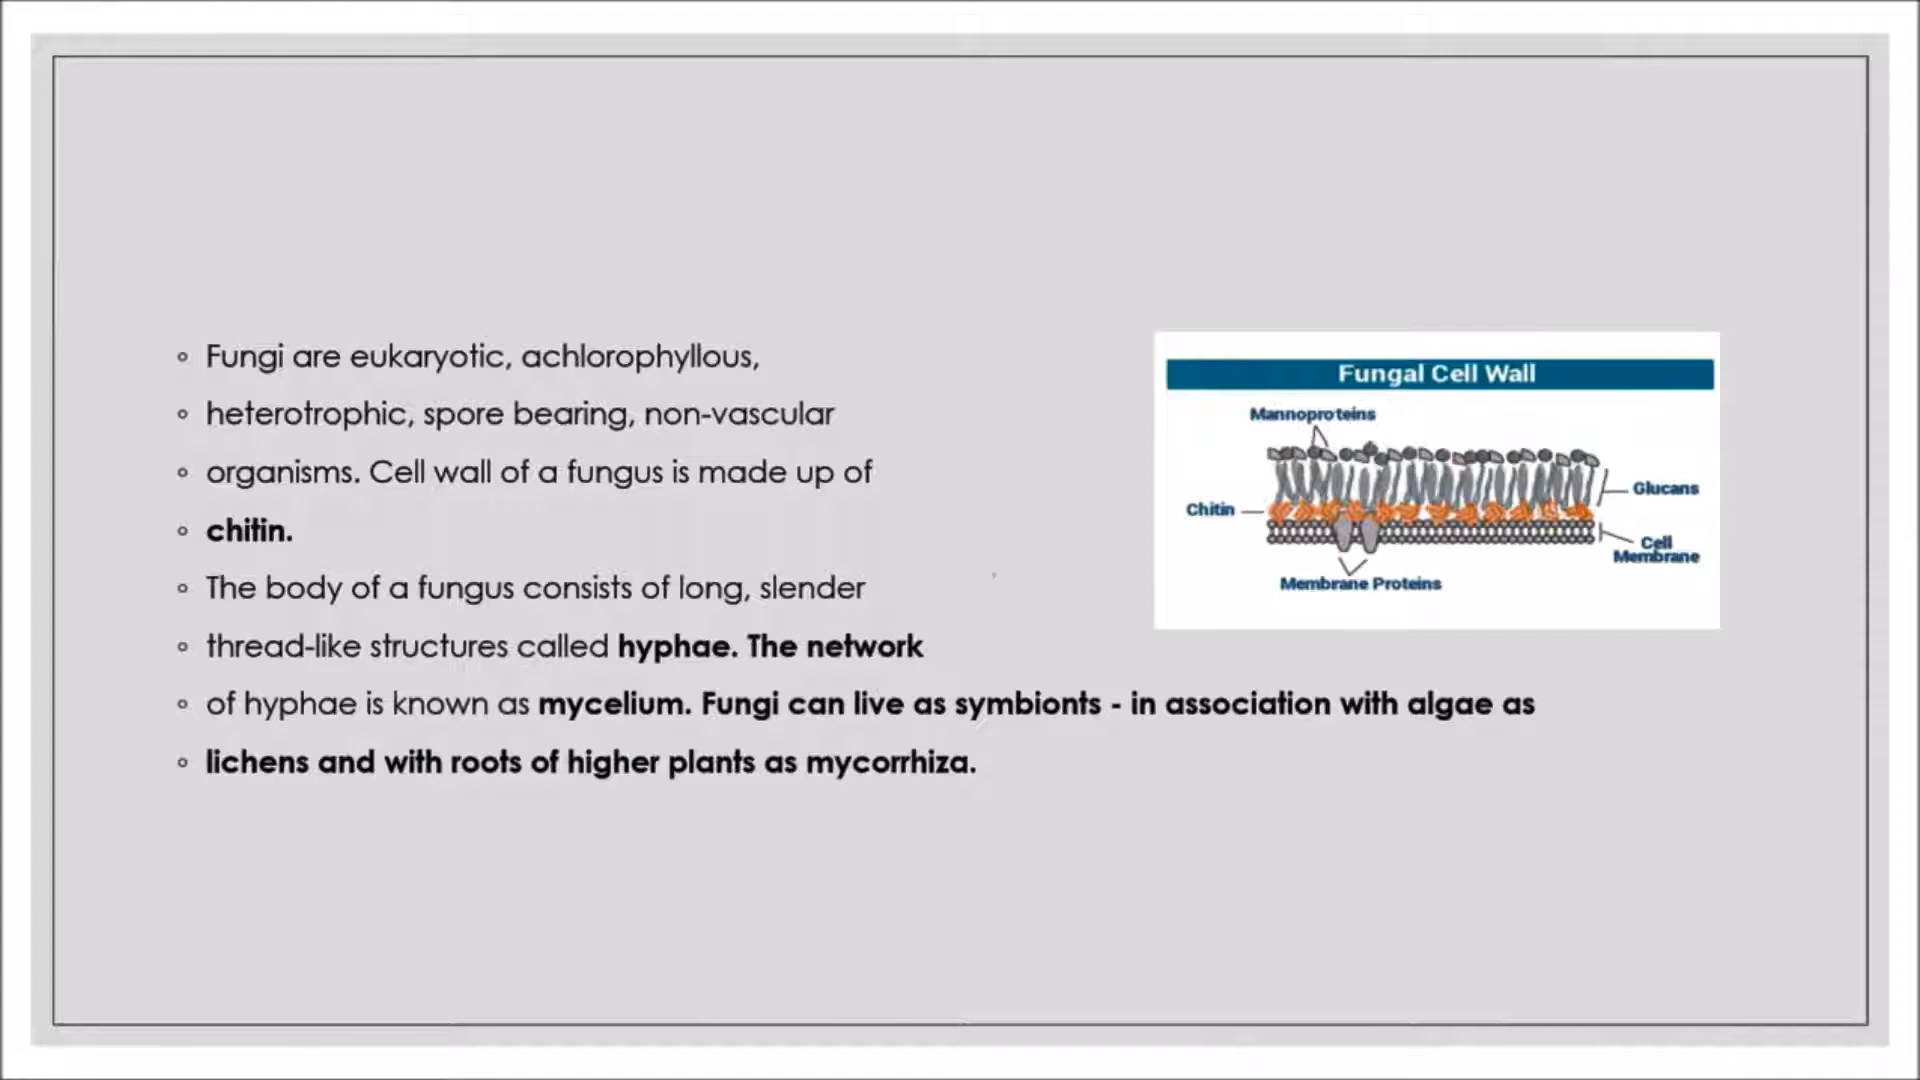 ◦ Fungi are eukaryotic, achlorophyllous,
◦ heterotrophic, spore bearing, non-vascular
◦ organisms. Cell wall of a fungus is made up of
◦ chitin.
◦ The body of a fungus consists of long, slender
◦ thread-like structures called hyphae. The network
◦ of hyphae is known as mycelium. Fungi can live as symbionts - in association with algae as
◦ lichens and with roots of higher plants as mycorrhiza.
Fungal Cell Wall
Mannoproteins
Glucans
Chitin
Cell
Membrane
Membrane Proteins